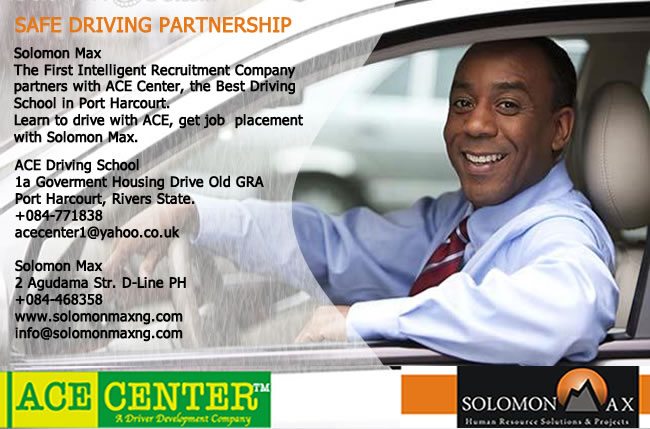 SAFE DRIVING PARTNERSHIP
Solomon Max
The First Intelligent Recruitment Company
partners with ACE Center, the Best Driving
School in Port Harcourt.
Learn to drive with ACE, get job placement
with Solomon Max.
ACE Driving School
1a Goverment Housing Drive Old GRA
Port Harcourt, Rivers State.
+084-771838
acecenter1@yahoo.co.uk
Solomon Max
2 Agudama Str. D-Line PH
+084-468358
www.solomonmaxng.com
info@solomonmaxng.com
ACE CENTER™
A Driver Development Company
SOLOMON MAX
Human Resource Solutions & Projects